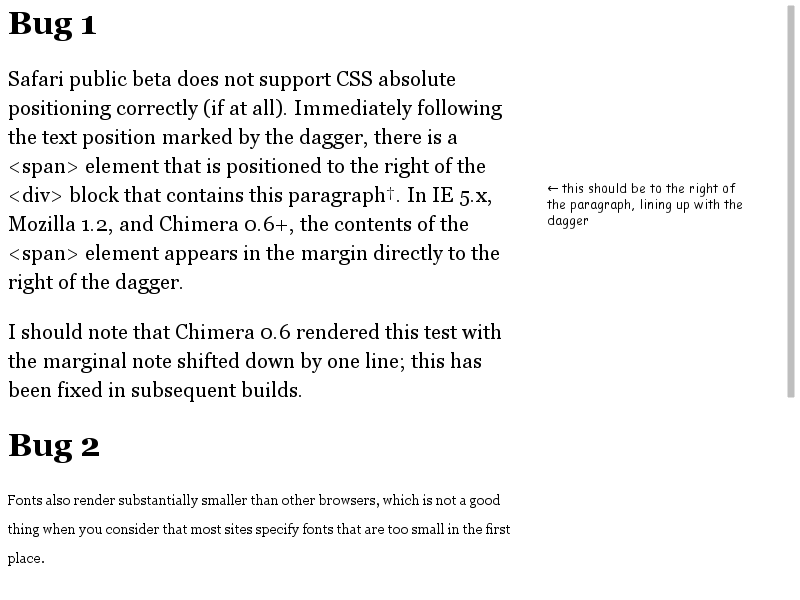 Bug 1
Safari public beta does not support CSS absolute
positioning correctly (if at all). Immediately following
the text position marked by the dagger, there is a
<span> element that is positioned to the right of the
<div> block that contains this paragraph†. In IE 5.x,
Mozilla 1.2, and Chimera 0.6+, the contents of the
<span> element appears in the margin directly to the
right of the dagger.
← this should be to the right of
the paragraph, lining up with the
dagger
I should note that Chimera 0.6 rendered this test with
the marginal note shifted down by one line; this has
been fixed in subsequent builds.
Bug 2
Fonts also render substantially smaller than other browsers, which is not a good
thing when you consider that most sites specify fonts that are too small in the first
place.